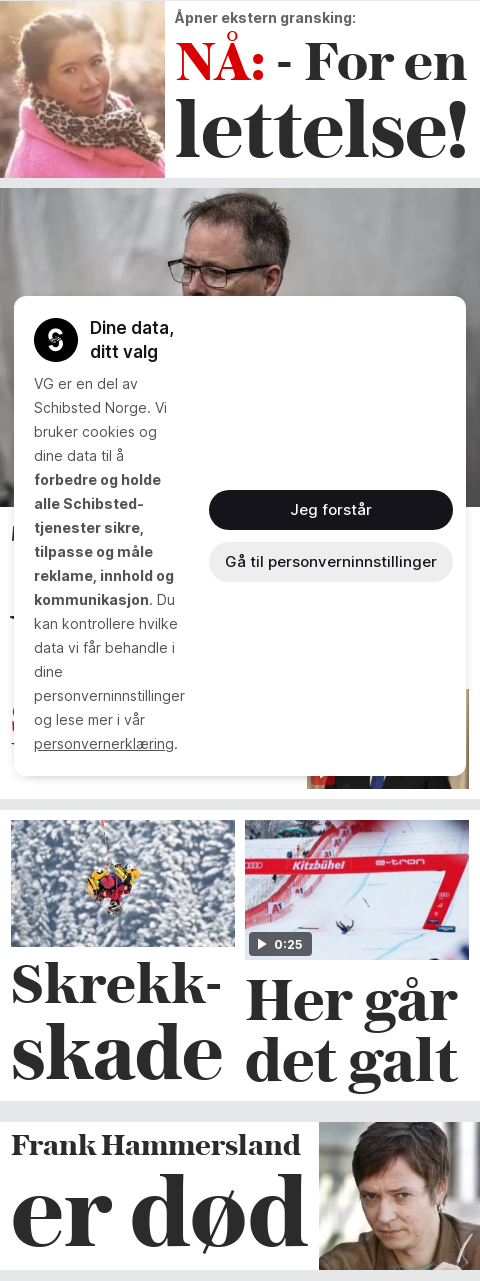 Åpner ekstern gransking:
NÅ: - For en
lettelse!
Dine data,
ditt valg
VG er en del av
Schibsted Norge. Vi
bruker cookies og
dine data til å
forbedre og holde
alle Schibsted-
tjenester sikre,
tilpasse og måle
reklame, innhold og
kommunikasjon. Du
kan kontrollere hvilke
data vi får behandle i
dine
personverninnstillinger
og lese mer i vår
personvernerklæring.
Jeg forstår
Gå til personverninnstillinger
Kitzbühel
e-tron
0:25
Skrekk-
skade
Her går
det galt
Frank Hammersland
er død